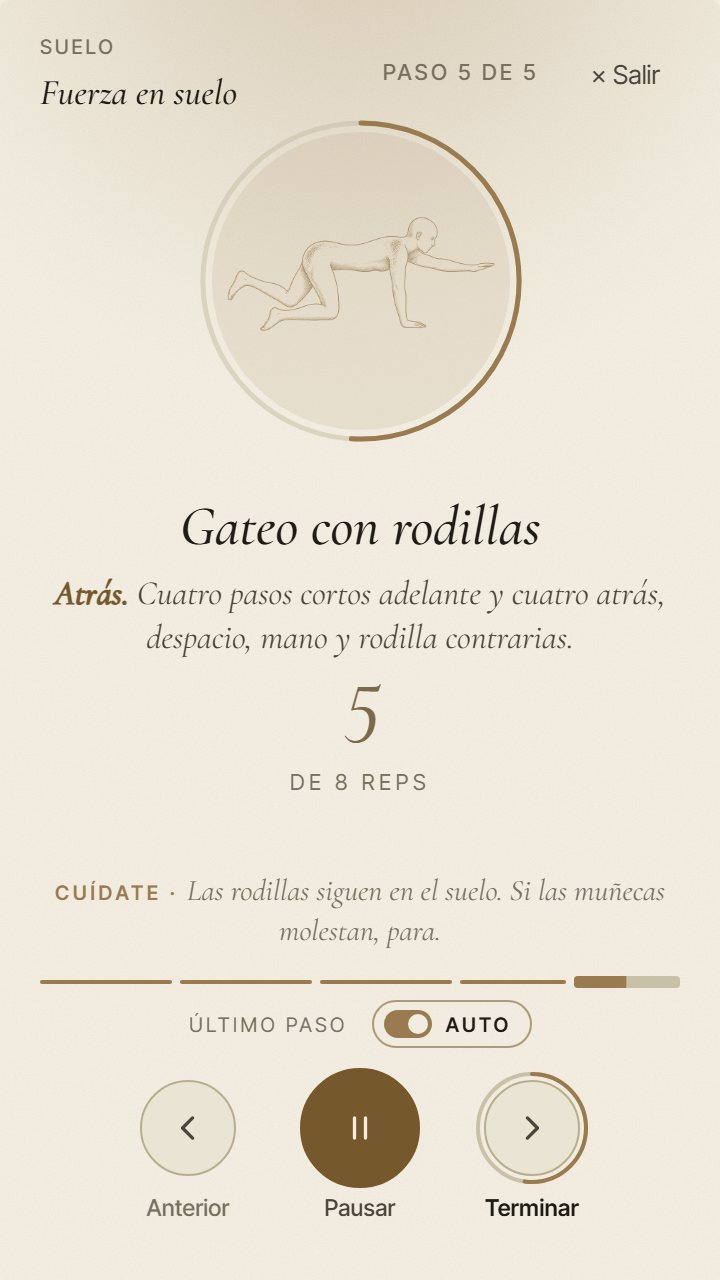 SUELO
Fuerza en suelo
PASO 5 DE 5
× Salir
Gateo con rodillas
Atrás. Cuatro pasos cortos adelante y cuatro atrás,
despacio, mano y rodilla contrarias.
5
DE 8 REPS
CUÍDATE · Las rodillas siguen en el suelo. Si las muñecas
molestan, para.
ÚLTIMO PASO
AUTO
Anterior
Pausar
Terminar